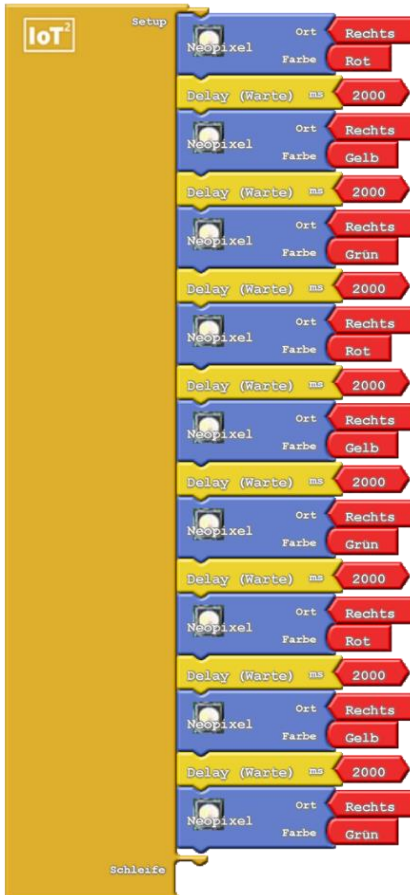 IoT²
Setup
Neopixel Ort Rechts
Farbe Rot
Delay (Warte) ms 2000
Neopixel Ort Rechts
Farbe Gelb
Delay (Warte) ms 2000
Neopixel Ort Rechts
Farbe Grün
Delay (Warte) ms 2000
Neopixel Ort Rechts
Farbe Rot
Delay (Warte) ms 2000
Neopixel Ort Rechts
Farbe Gelb
Delay (Warte) ms 2000
Neopixel Ort Rechts
Farbe Grün
Delay (Warte) ms 2000
Neopixel Ort Rechts
Farbe Rot
Delay (Warte) ms 2000
Neopixel Ort Rechts
Farbe Gelb
Delay (Warte) ms 2000
Neopixel Ort Rechts
Farbe Grün
Schleife